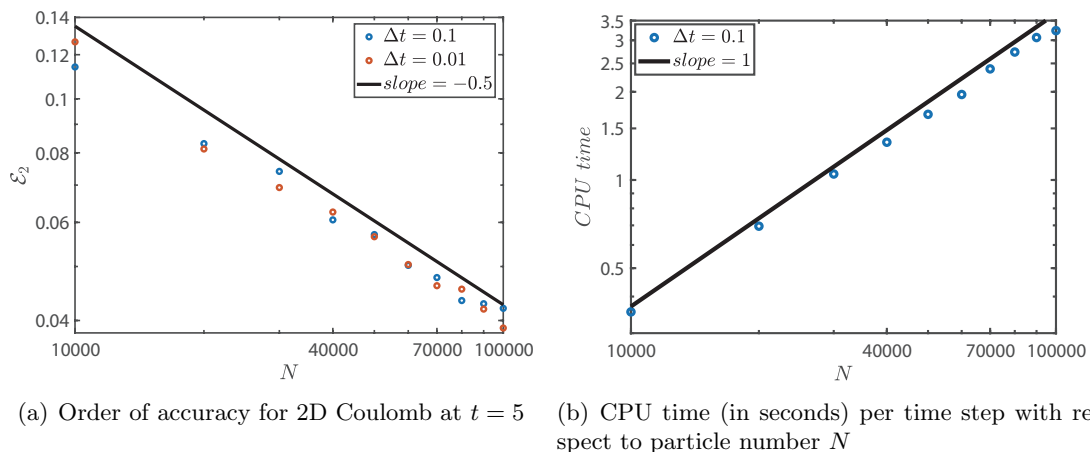 0.14
0.12
0.1
0.08
0.06
0.04
ℰ₂
Δt = 0.1
Δt = 0.01
slope = −0.5
10000
40000
70000
100000
N
(a) Order of accuracy for 2D Coulomb at t = 5
3.5
3
2.5
2
1.5
1
0.5
CPU time
Δt = 0.1
slope = 1
10000
40000
70000
100000
N
(b) CPU time (in seconds) per time step with re
spect to particle number N